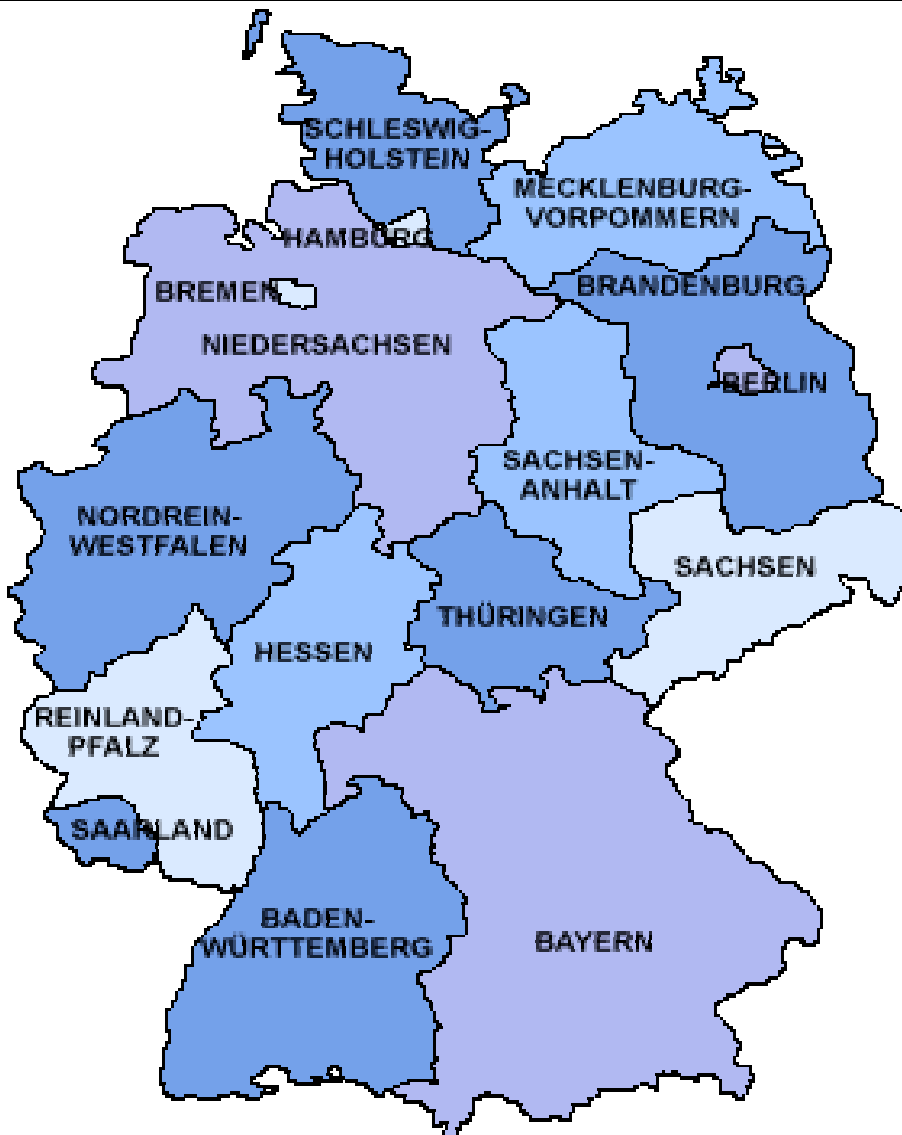 SCHLESWIG-
HOLSTEIN
MECKLENBURG-
VORPOMMERN
HAMBURG
BRANDENBURG
BREMEN
NIEDERSACHSEN
BERLIN
SACHSEN-
ANHALT
NORDREIN-
WESTFALEN
SACHSEN
THÜRINGEN
HESSEN
REINLAND-
PFALZ
SAARLAND
BADEN-
WÜRTTEMBERG
BAYERN